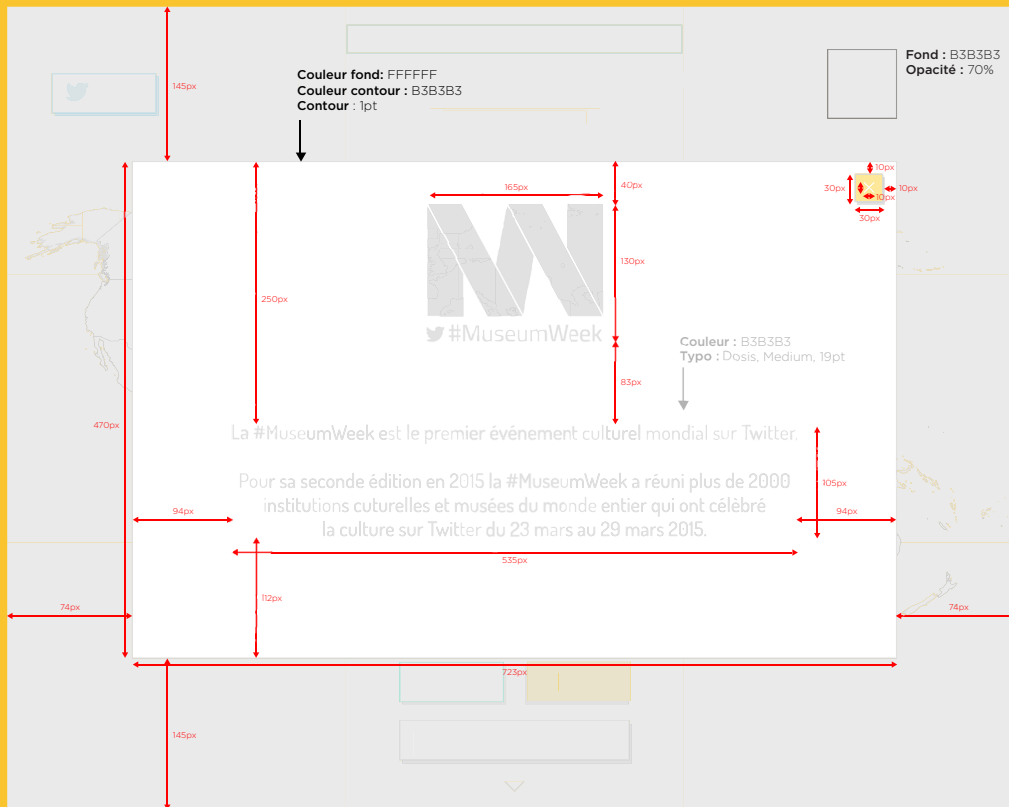 Fond : B3B3B3
Opacité : 70%
Couleur fond: FFFFFF
Couleur contour : B3B3B3
Contour : 1pt
145px
10px
165px
40px
30px
10px
10px
30px
130px
250px
#MuseumWeek
Couleur : B3B3B3
Typo : Dosis, Medium, 19pt
83px
470px
La #MuseumWeek est le premier événement culturel mondial sur Twitter.
Pour sa seconde édition en 2015 la #MuseumWeek a réuni plus de 2000
institutions cuturelles et musées du monde entier qui ont célèbré
la culture sur Twitter du 23 mars au 29 mars 2015.
105px
94px
94px
535px
112px
74px
74px
723px
145px